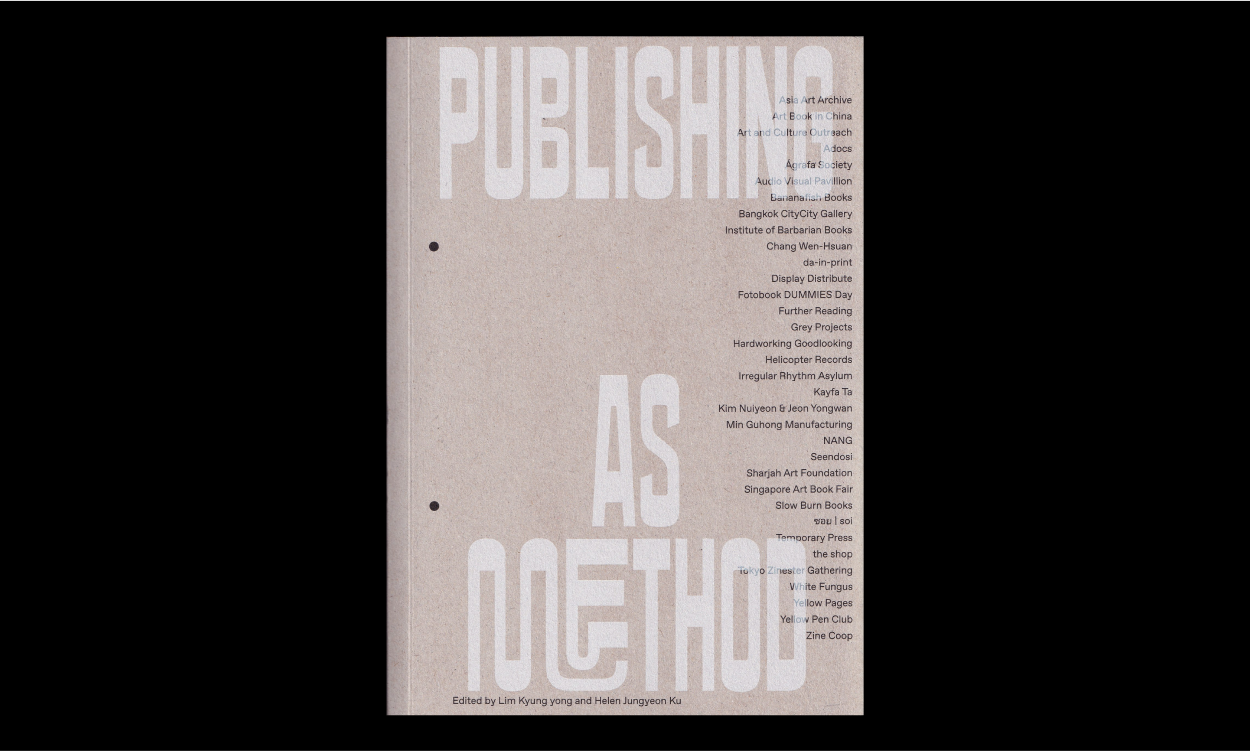 PUBLISHING
Asia Art Archive
Art Book in China
Art and Culture Outreach
Adocs
Ágrafa Society
Audio Visual Pavillion
Bananafish Books
Bangkok CityCity Gallery
Institute of Barbarian Books
Chang Wen-Hsuan
da-in-print
Display Distribute
Fotobook DUMMIES Day
Further Reading
Grey Projects
Hardworking Goodlooking
Helicopter Records
Irregular Rhythm Asylum
Kayfa Ta
Kim Nuiyeon & Jeon Yongwan
Min Guhong Manufacturing
NANG
Seendosi
Sharjah Art Foundation
Singapore Art Book Fair
Slow Burn Books
ซอย | soi
Temporary Press
the shop
Tokyo Zinester Gathering
White Fungus
Yellow Pages
Yellow Pen Club
Zine Coop
AS
METHOD
Edited by Lim Kyung yong and Helen Jungyeon Ku